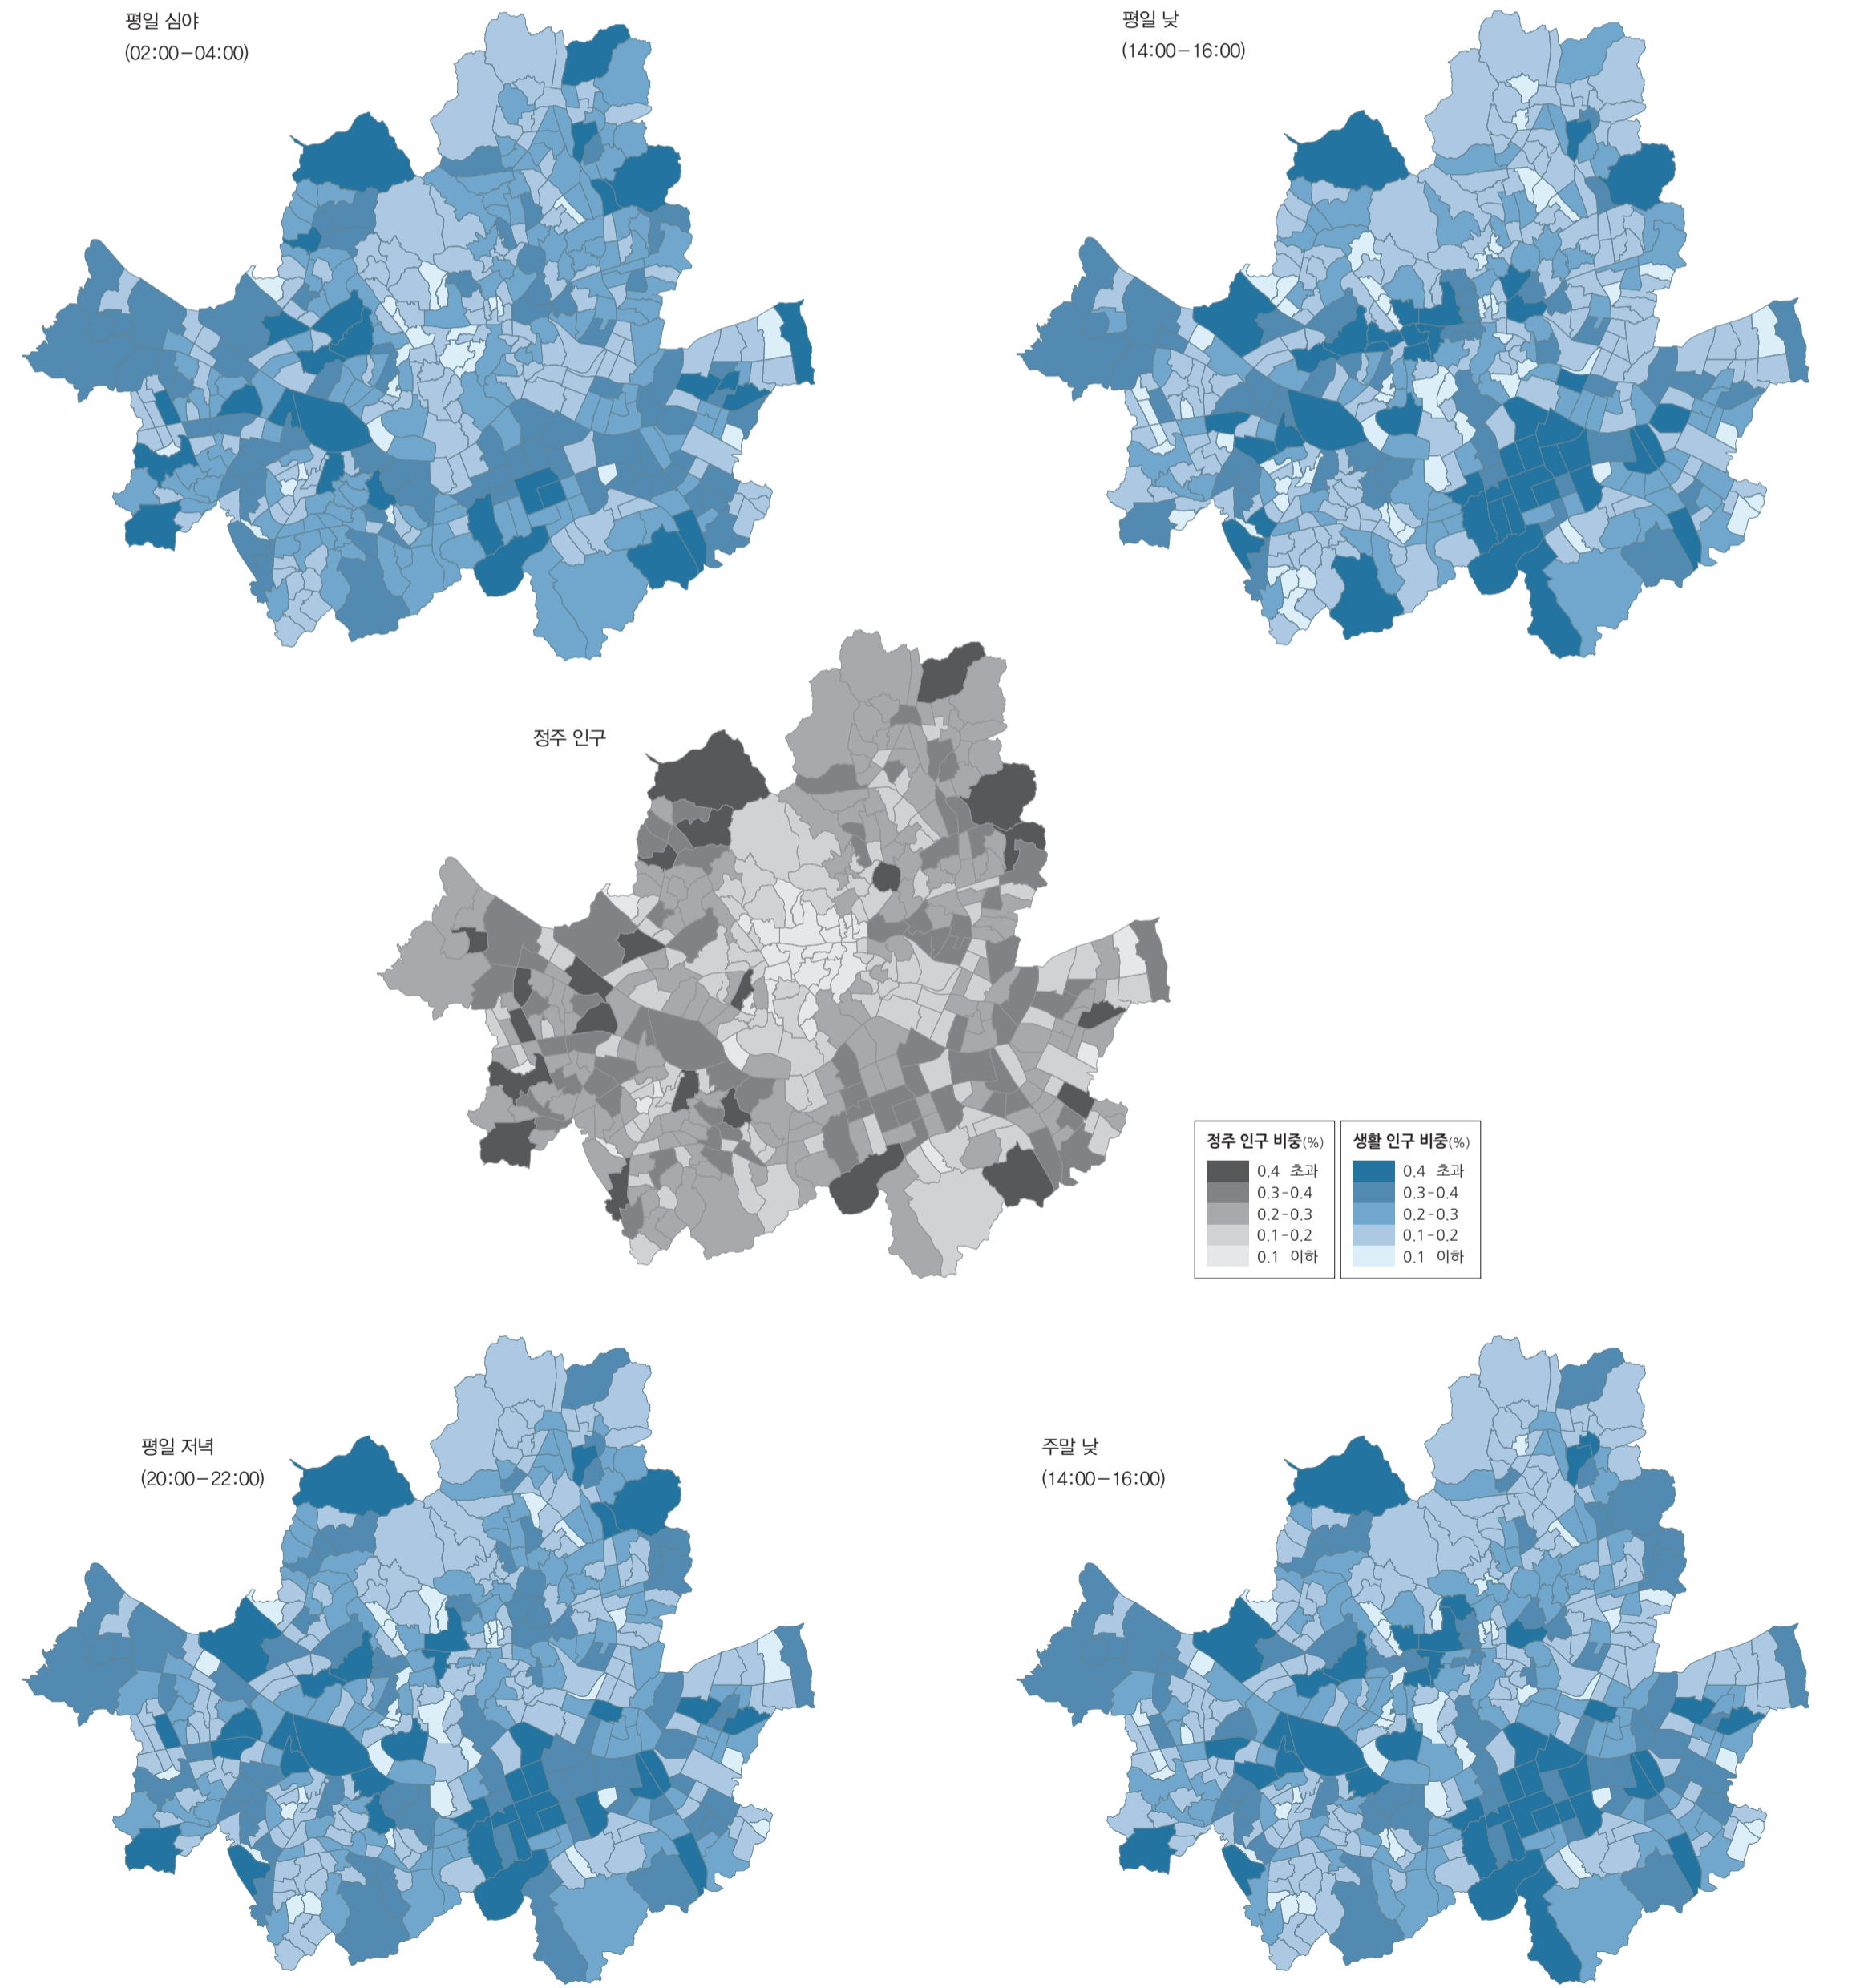 평일 심야
(02:00−04:00)
평일 낮
(14:00−16:00)
정주 인구
정주 인구 비중(%)
0.4 초과
0.3-0.4
0.2-0.3
0.1-0.2
0.1 이하
생활 인구 비중(%)
0.4 초과
0.3-0.4
0.2-0.3
0.1-0.2
0.1 이하
평일 저녁
(20:00−22:00)
주말 낮
(14:00−16:00)